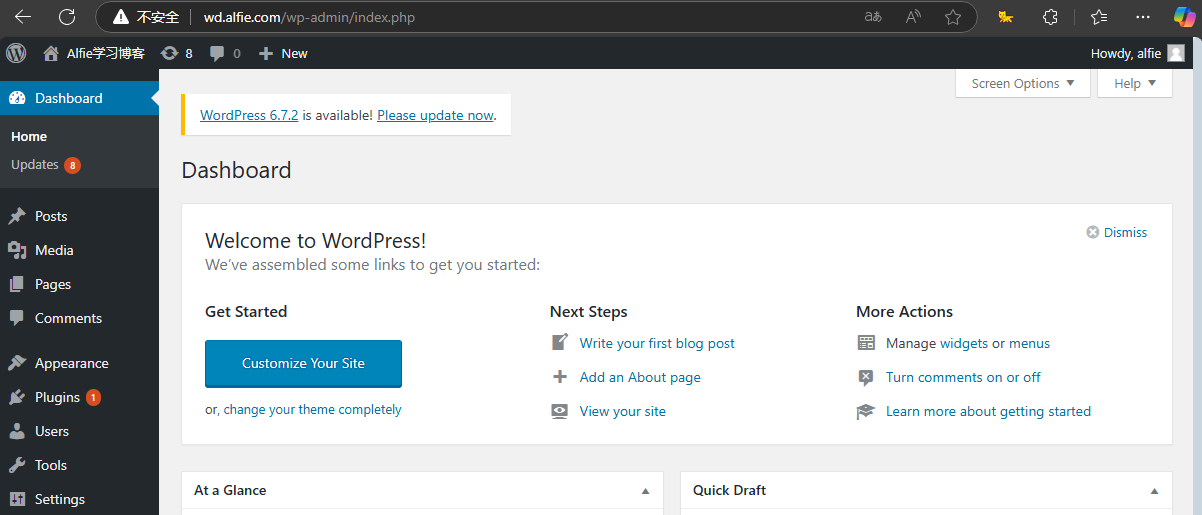 不安全 wd.alfie.com/wp-admin/index.php
Alfie学习博客 8 0 New Howdy, alfie
Screen Options Help
Dashboard
Home
Updates 8
Posts
Media
Pages
Comments
Appearance
Plugins 1
Users
Tools
Settings
WordPress 6.7.2 is available! Please update now.
Dashboard
Welcome to WordPress!
Dismiss
We've assembled some links to get you started:
Get Started
Customize Your Site
or, change your theme completely
Next Steps
Write your first blog post
Add an About page
View your site
More Actions
Manage widgets or menus
Turn comments on or off
Learn more about getting started
At a Glance
Quick Draft